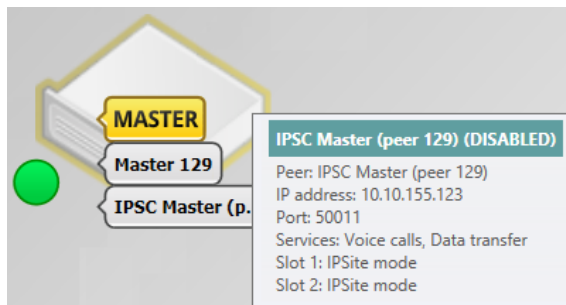 MASTER
Master 129
IPSC Master (p.
IPSC Master (peer 129) (DISABLED)
Peer: IPSC Master (peer 129)
IP address: 10.10.155.123
Port: 50011
Services: Voice calls, Data transfer
Slot 1: IPSite mode
Slot 2: IPSite mode